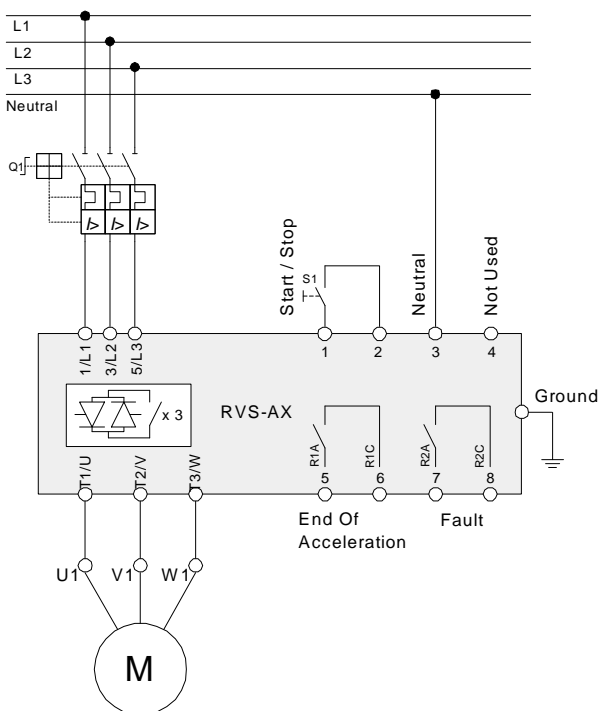 L1
L2
L3
Neutral
Q1
I>
I>
I>
Start / Stop
S1
Neutral
Not Used
1/L1
3/L2
5/L3
1
2
3
4
x 3
RVS-AX
Ground
R1A
R1C
R2A
R2C
T1/U
T2/V
T3/W
5
6
7
8
End Of
Acceleration
Fault
U1
V1
W1
M